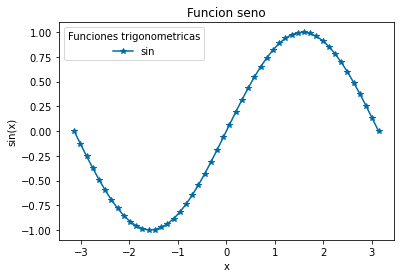 Funcion seno
Funciones trigonometricas
sin
1.00
0.75
0.50
0.25
0.00
−0.25
−0.50
−0.75
−1.00
sin(x)
−3 −2 −1 0 1 2 3
x